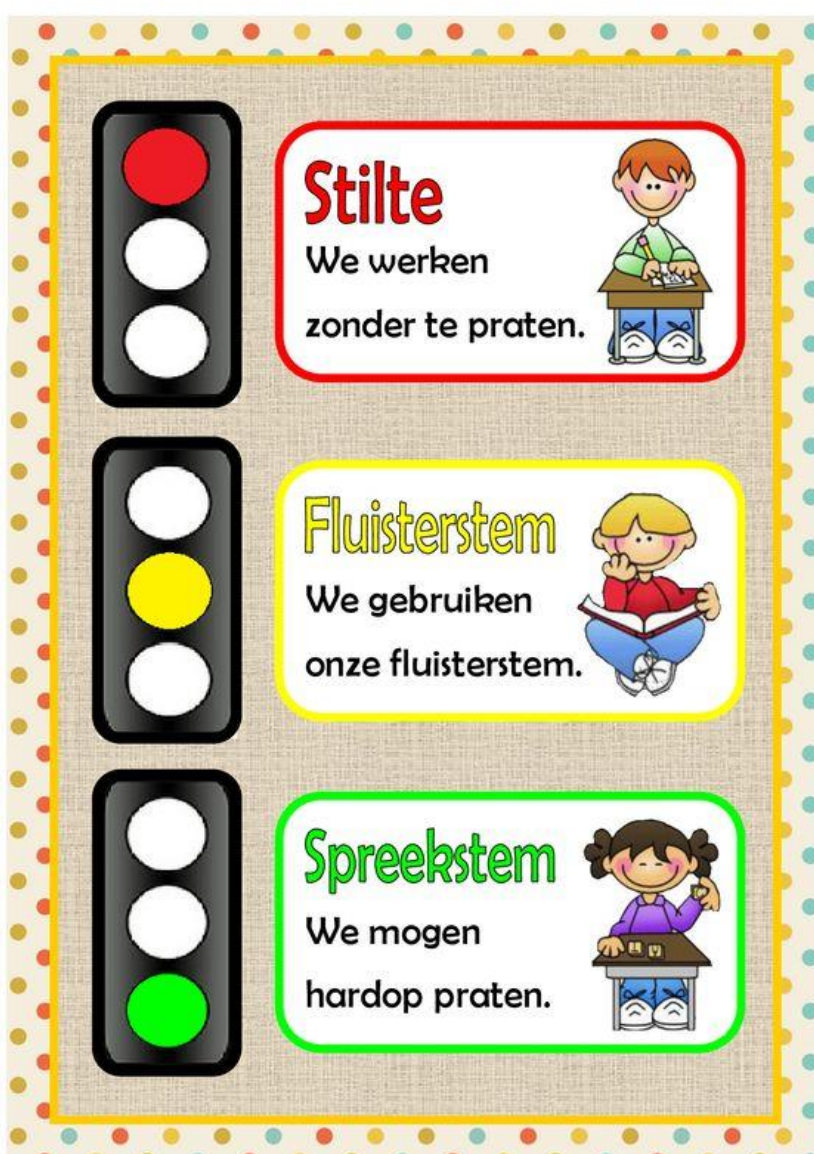 Stilte
We werken
zonder te praten.
Fluisterstem
We gebruiken
onze fluisterstem.
Spreekstem
We mogen
hardop praten.